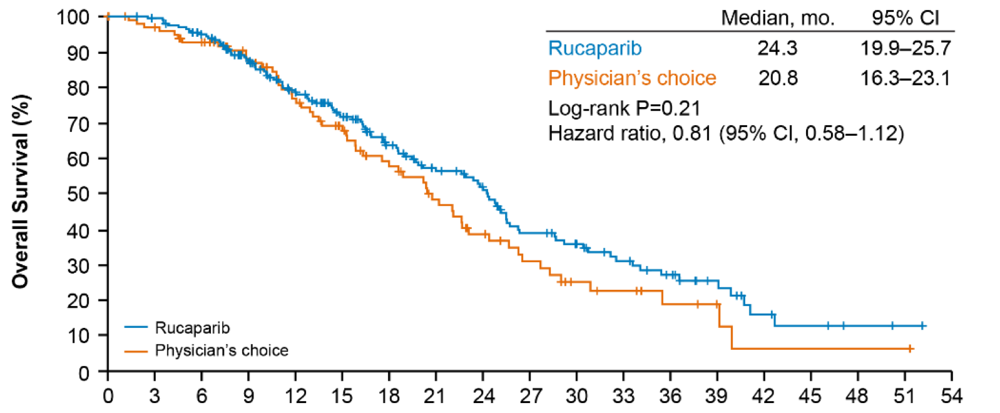 Median, mo. 95% CI
Rucaparib 24.3 19.9–25.7
Physician’s choice 20.8 16.3–23.1
Log-rank P=0.21
Hazard ratio, 0.81 (95% CI, 0.58–1.12)
Overall Survival (%)
100
90
80
70
60
50
40
30
20
10
0
Rucaparib
Physician’s choice
0 3 6 9 12 15 18 21 24 27 30 33 36 39 42 45 48 51 54